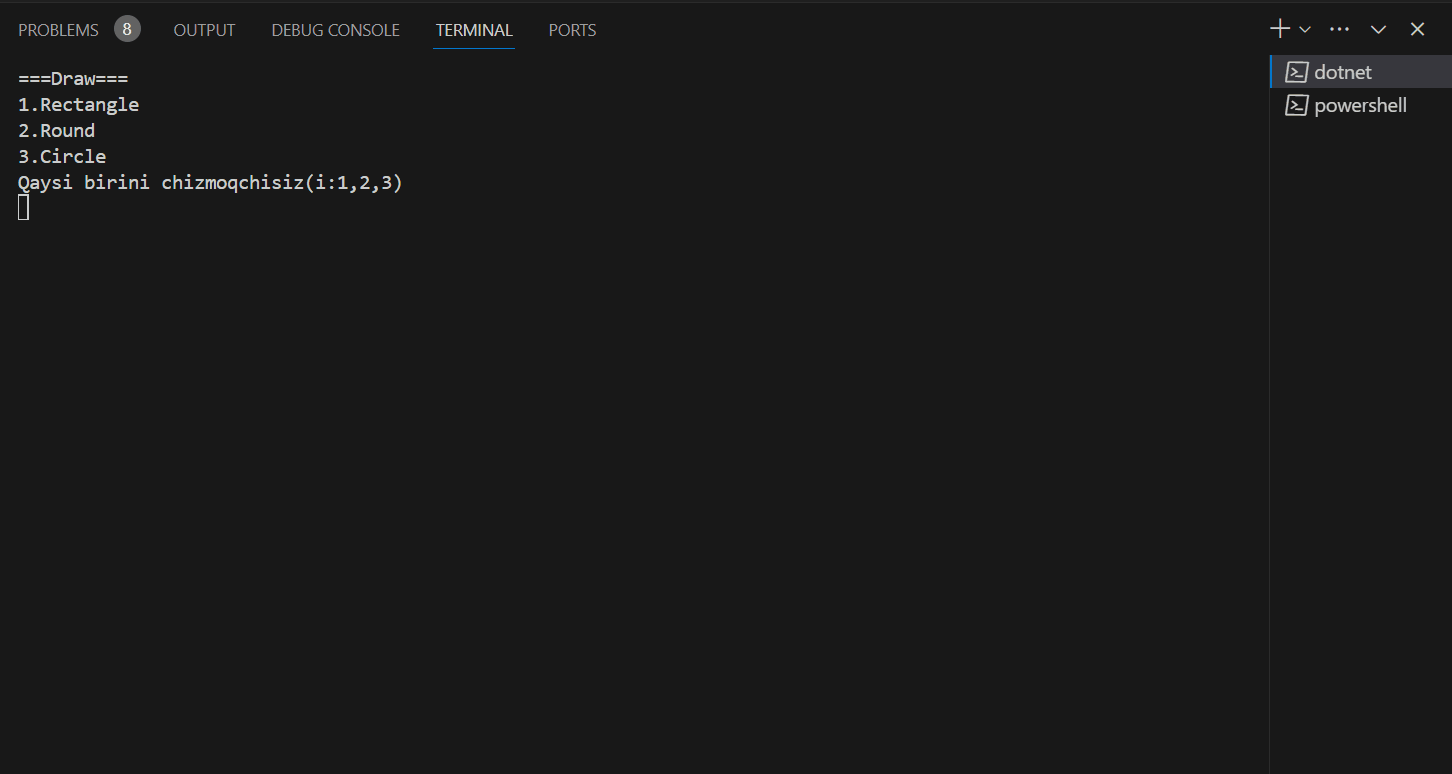 PROBLEMS 8 OUTPUT DEBUG CONSOLE TERMINAL PORTS
===Draw===
1.Rectangle
2.Round
3.Circle
Qaysi birini chizmoqchisiz(i:1,2,3)
dotnet
powershell